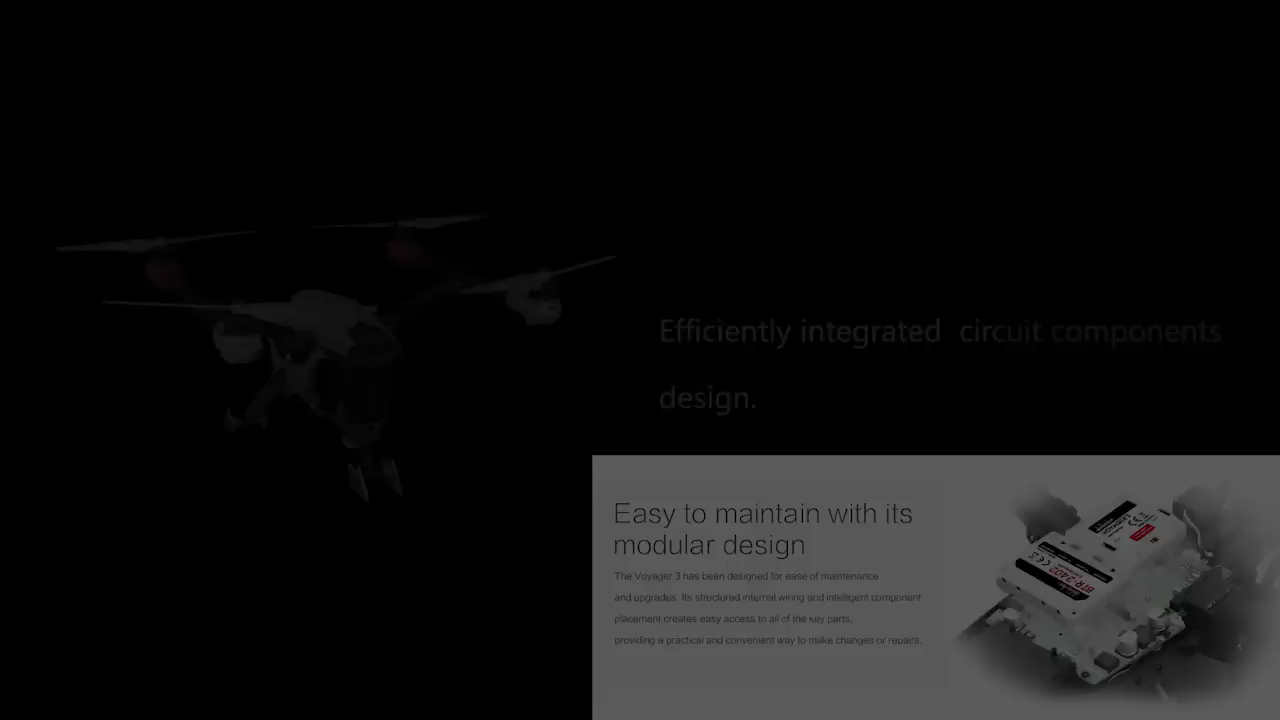 Efficiently integrated  circuit components
design.
Easy to maintain with its
modular design
The Voyager 3 has been designed for ease of maintenance
and upgrades. Its structured internal wiring and intelligent component
placement creates easy access to all of the key parts,
providing a practical and convenient way to make changes or repairs.
BTR-2402